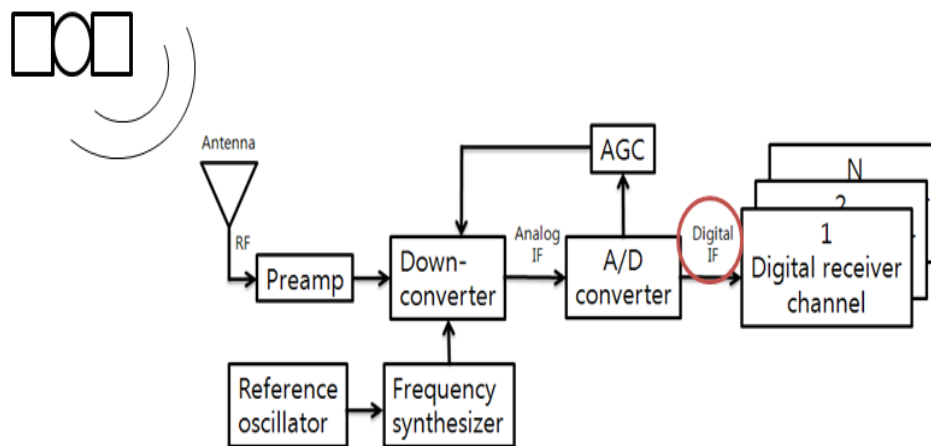 Antenna
RF
Preamp
Down-
converter
Analog
IF
A/D
converter
AGC
Digital
IF
N
2
1
Digital receiver
channel
Reference
oscillator
Frequency
synthesizer